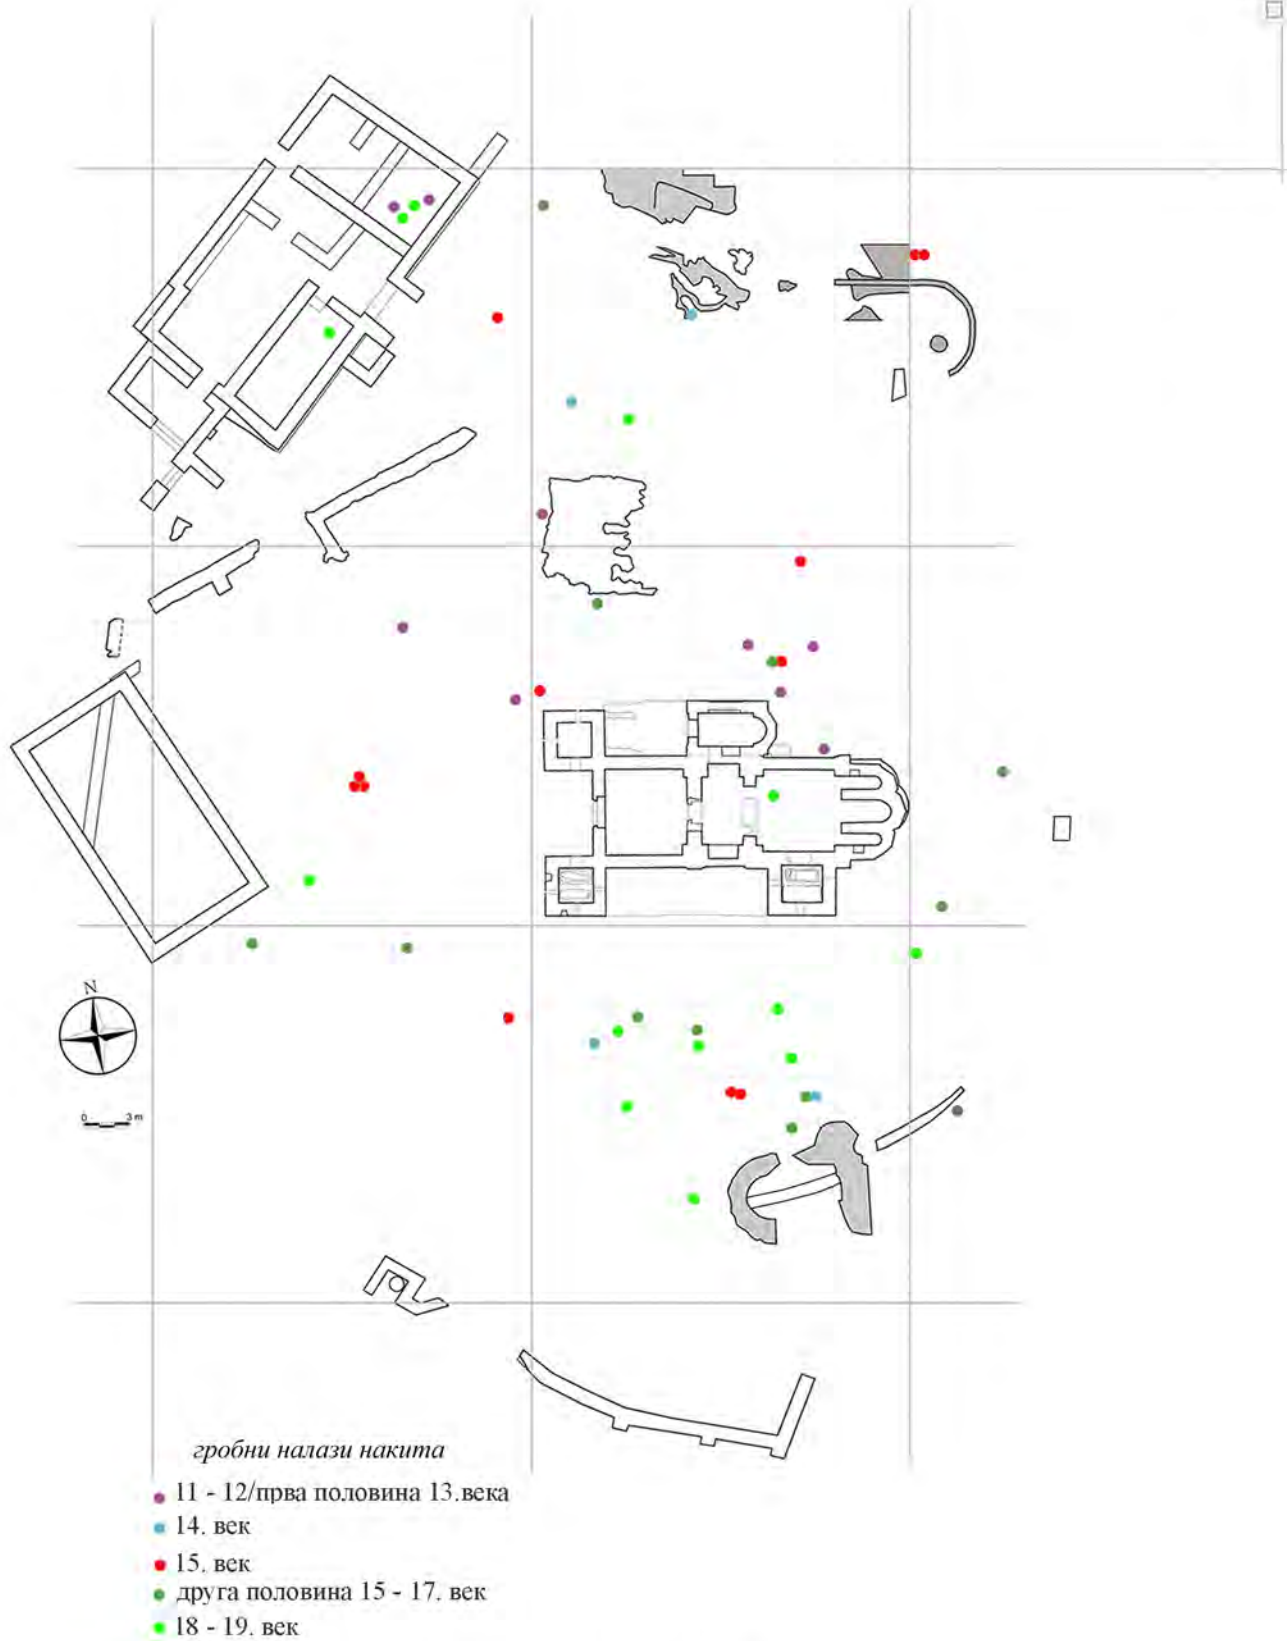 N
0 3 m
гробни налази накита
11 - 12/прва половина 13.века
14. век
15. век
друга половина 15 - 17. век
18 - 19. век